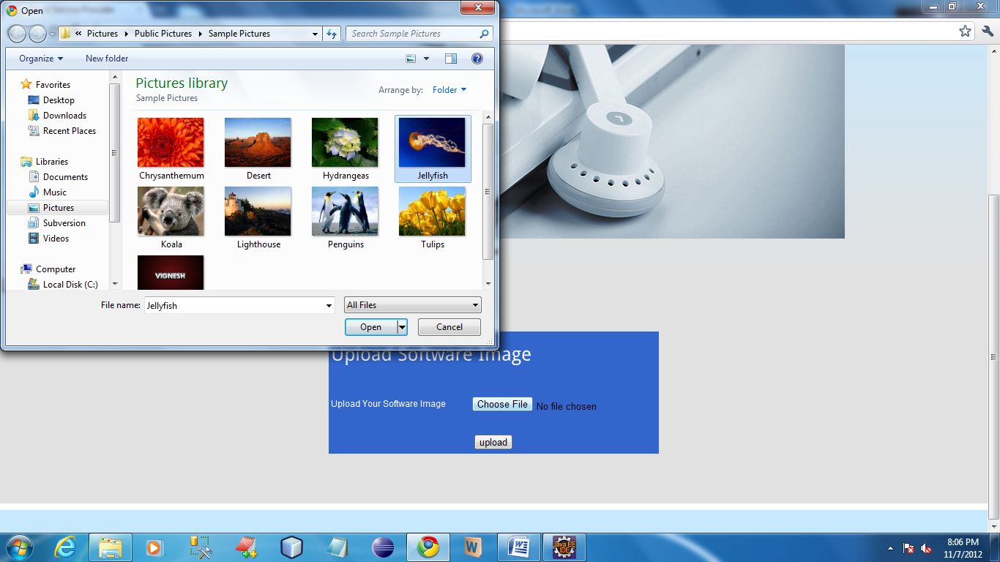 Open
« Pictures ▸ Public Pictures ▸ Sample Pictures
Search Sample Pictures
Organize
New folder
Favorites
Desktop
Downloads
Recent Places
Libraries
Documents
Music
Pictures
Subversion
Videos
Computer
Local Disk (C:)
Pictures library
Sample Pictures
Arrange by: Folder
Chrysanthemum
Desert
Hydrangeas
Jellyfish
Koala
Lighthouse
Penguins
Tulips
VIGNESH
File name: Jellyfish
All Files
Open
Cancel
Upload Software Image
Upload Your Software Image
Choose File
No file chosen
upload
Java EE
IDE
8:06 PM
11/7/2012